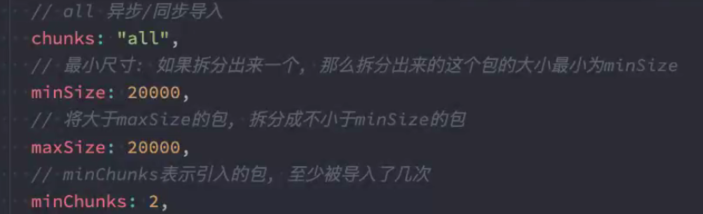 // all 异步/同步导入
chunks: "all",
// 最小尺寸: 如果拆分出来一个, 那么拆分出来的这个包的大小最小为minSize
minSize: 20000,
// 将大于maxSize的包, 拆分成不小于minSize的包
maxSize: 20000,
// minChunks表示引入的包, 至少被导入了几次
minChunks: 2,